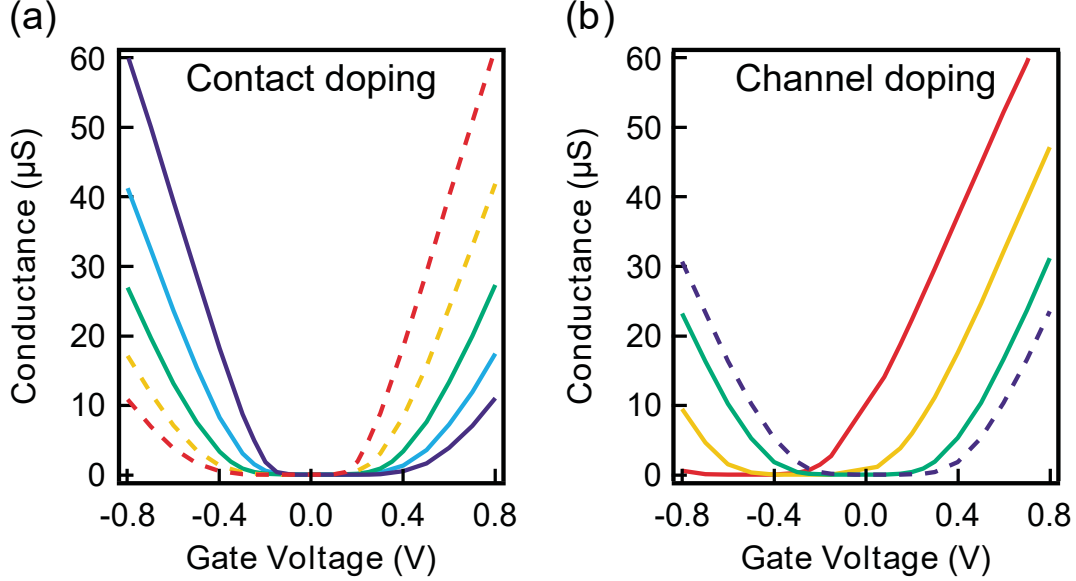 (a)
Contact doping
Conductance (µS)
60
50
40
30
20
10
0
-0.8 -0.4 0.0 0.4 0.8
Gate Voltage (V)
(b)
Channel doping
Conductance (µS)
60
50
40
30
20
10
0
-0.8 -0.4 0.0 0.4 0.8
Gate Voltage (V)